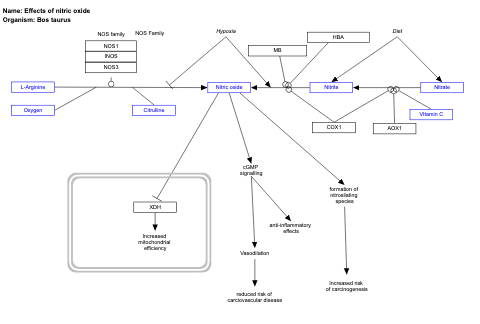 Name: Effects of nitric oxide
Organism: Bos taurus
NOS family
NOS Family
NOS1
iNOS
NOS3
Hypoxia
HBA
MB
Diet
L-Arginine
Nitric oxide
Nitrite
Nitrate
Oxygen
Citrulline
Vitamin C
COX1
AOX1
cGMP
signalling
formation of
nitrosilating
species
XDH
Increased
mitochondrial
efficiency
anti-inflammatory
effects
Vasodilation
reduced risk of
carciovascular disease
increased risk
of carcinogenesis